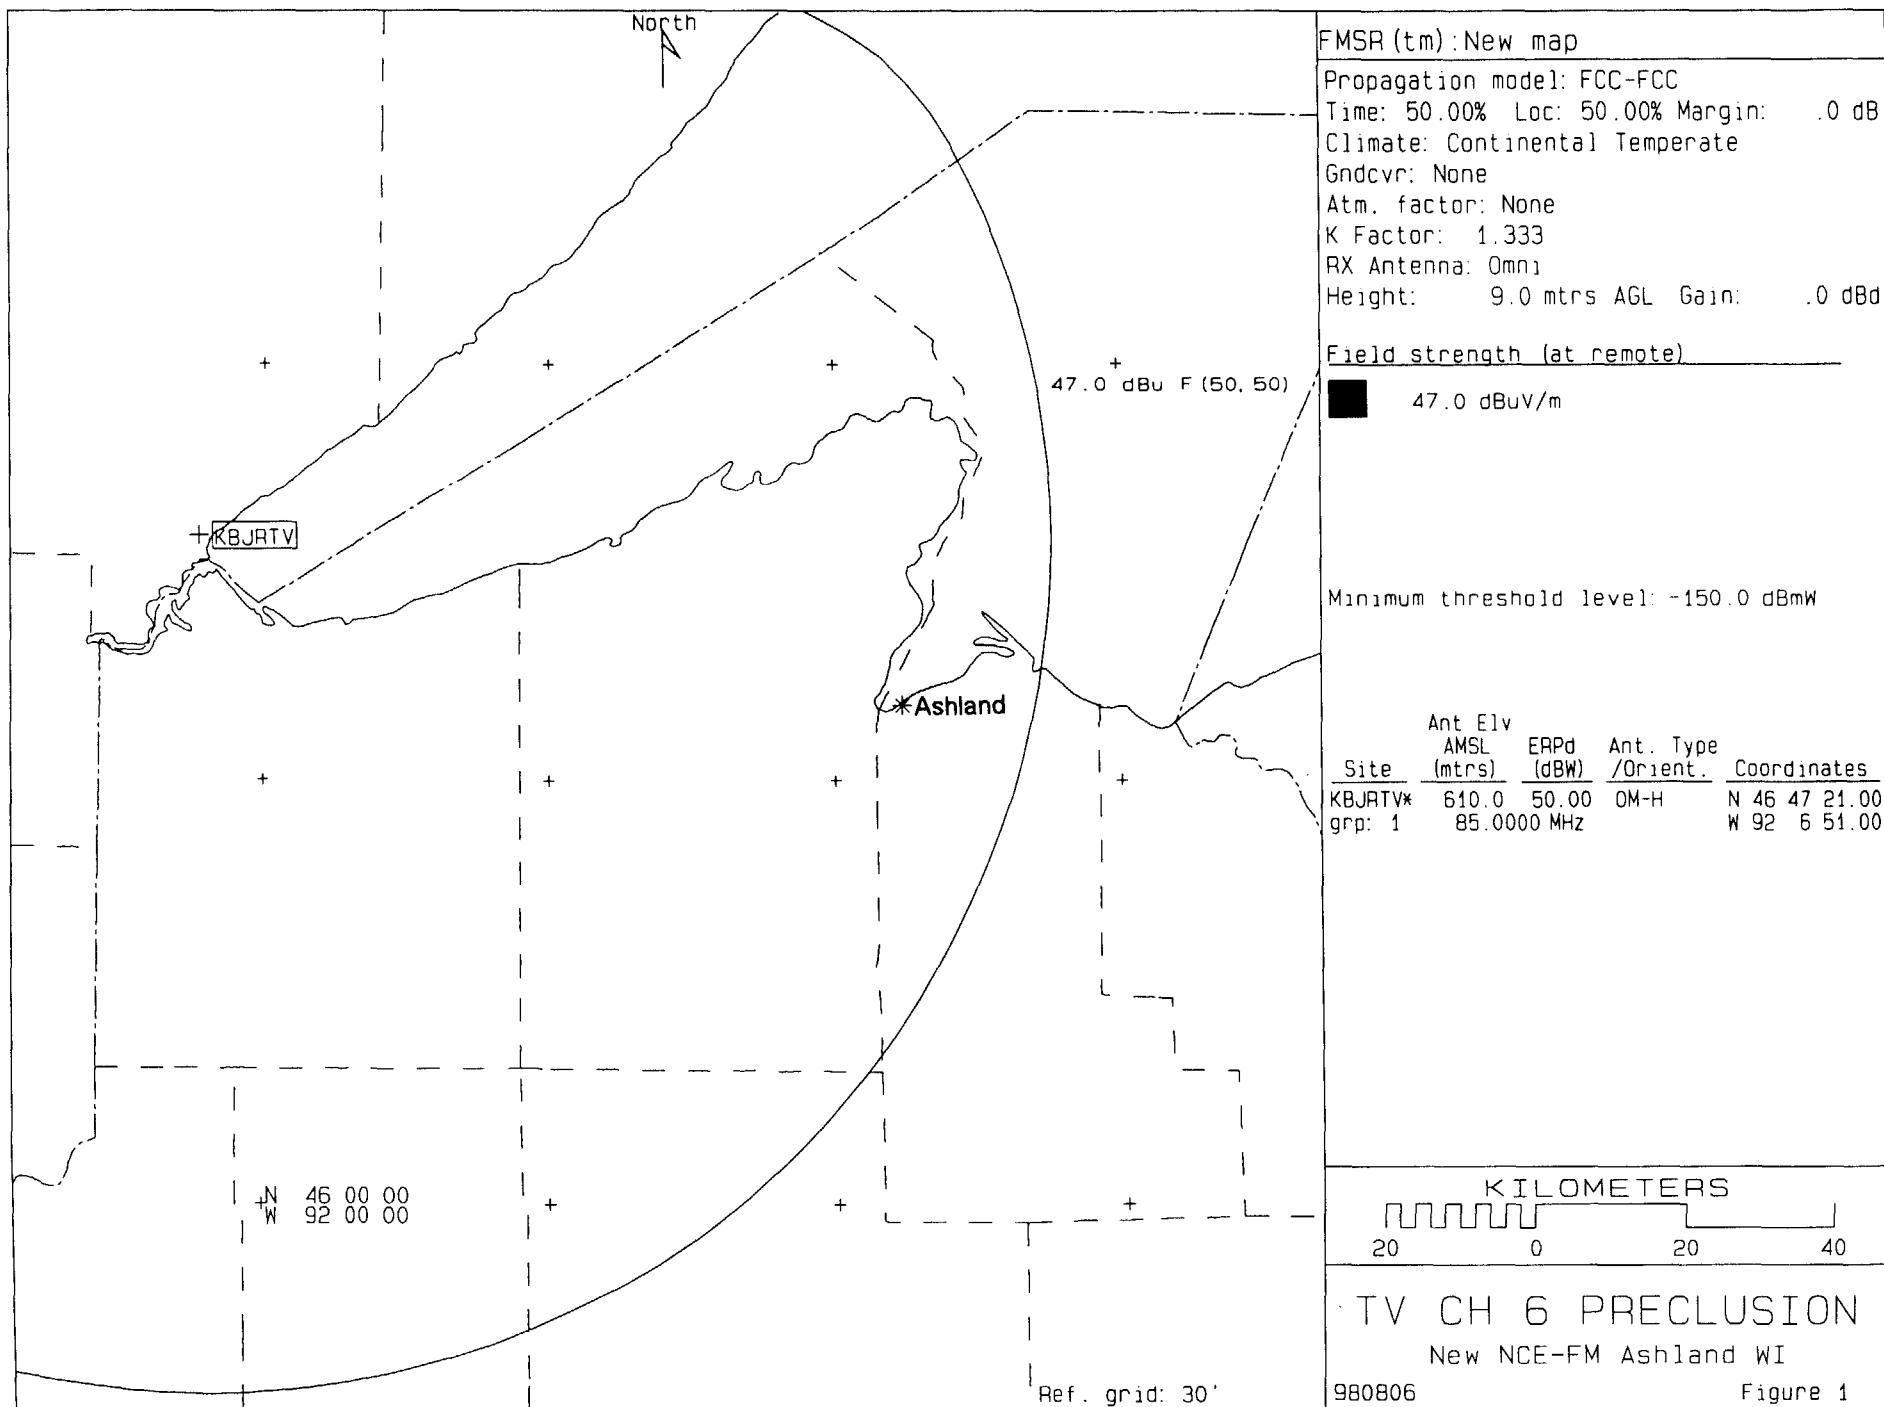 North
KBJRTV
47.0 dBu F(50,50)
Ashland
N 46 00 00
W 92 00 00
Ref. grid: 30'
FMSR(tm):New map
Propagation model: FCC-FCC
Time: 50.00% Loc: 50.00% Margin: .0 dB
Climate: Continental Temperate
Gndcvr: None
Atm. factor: None
K Factor: 1.333
RX Antenna: Omni
Height: 9.0 mtrs AGL Gain: .0 dBd
Field strength (at remote)
47.0 dBuV/m
Minimum threshold level: -150.0 dBmW
Ant Elv
AMSL ERPd Ant. Type
Site (mtrs) (dBW) /Orient. Coordinates
KBJRTV* 610.0 50.00 OM-H N 46 47 21.00
grp: 1 85.0000 MHz W 92 6 51.00
KILOMETERS
20 0 20 40
TV CH 6 PRECLUSION
New NCE-FM Ashland WI
980806 Figure 1